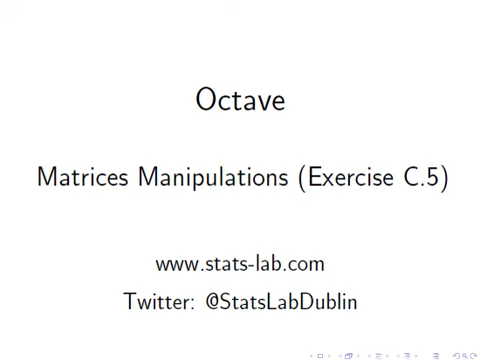 Octave
Matrices Manipulations (Exercise C.5)
www.stats-lab.com
Twitter: @StatsLabDublin